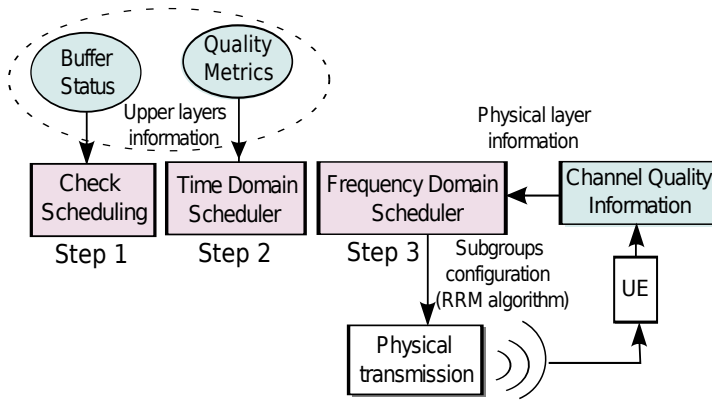 Buffer
Status
Quality
Metrics
Upper layers
information
Physical layer
information
Check
Scheduling
Time Domain
Scheduler
Frequency Domain
Scheduler
Channel Quality
Information
Step 1
Step 2
Step 3
Subgroups
configuration
(RRM algorithm)
UE
Physical
transmission